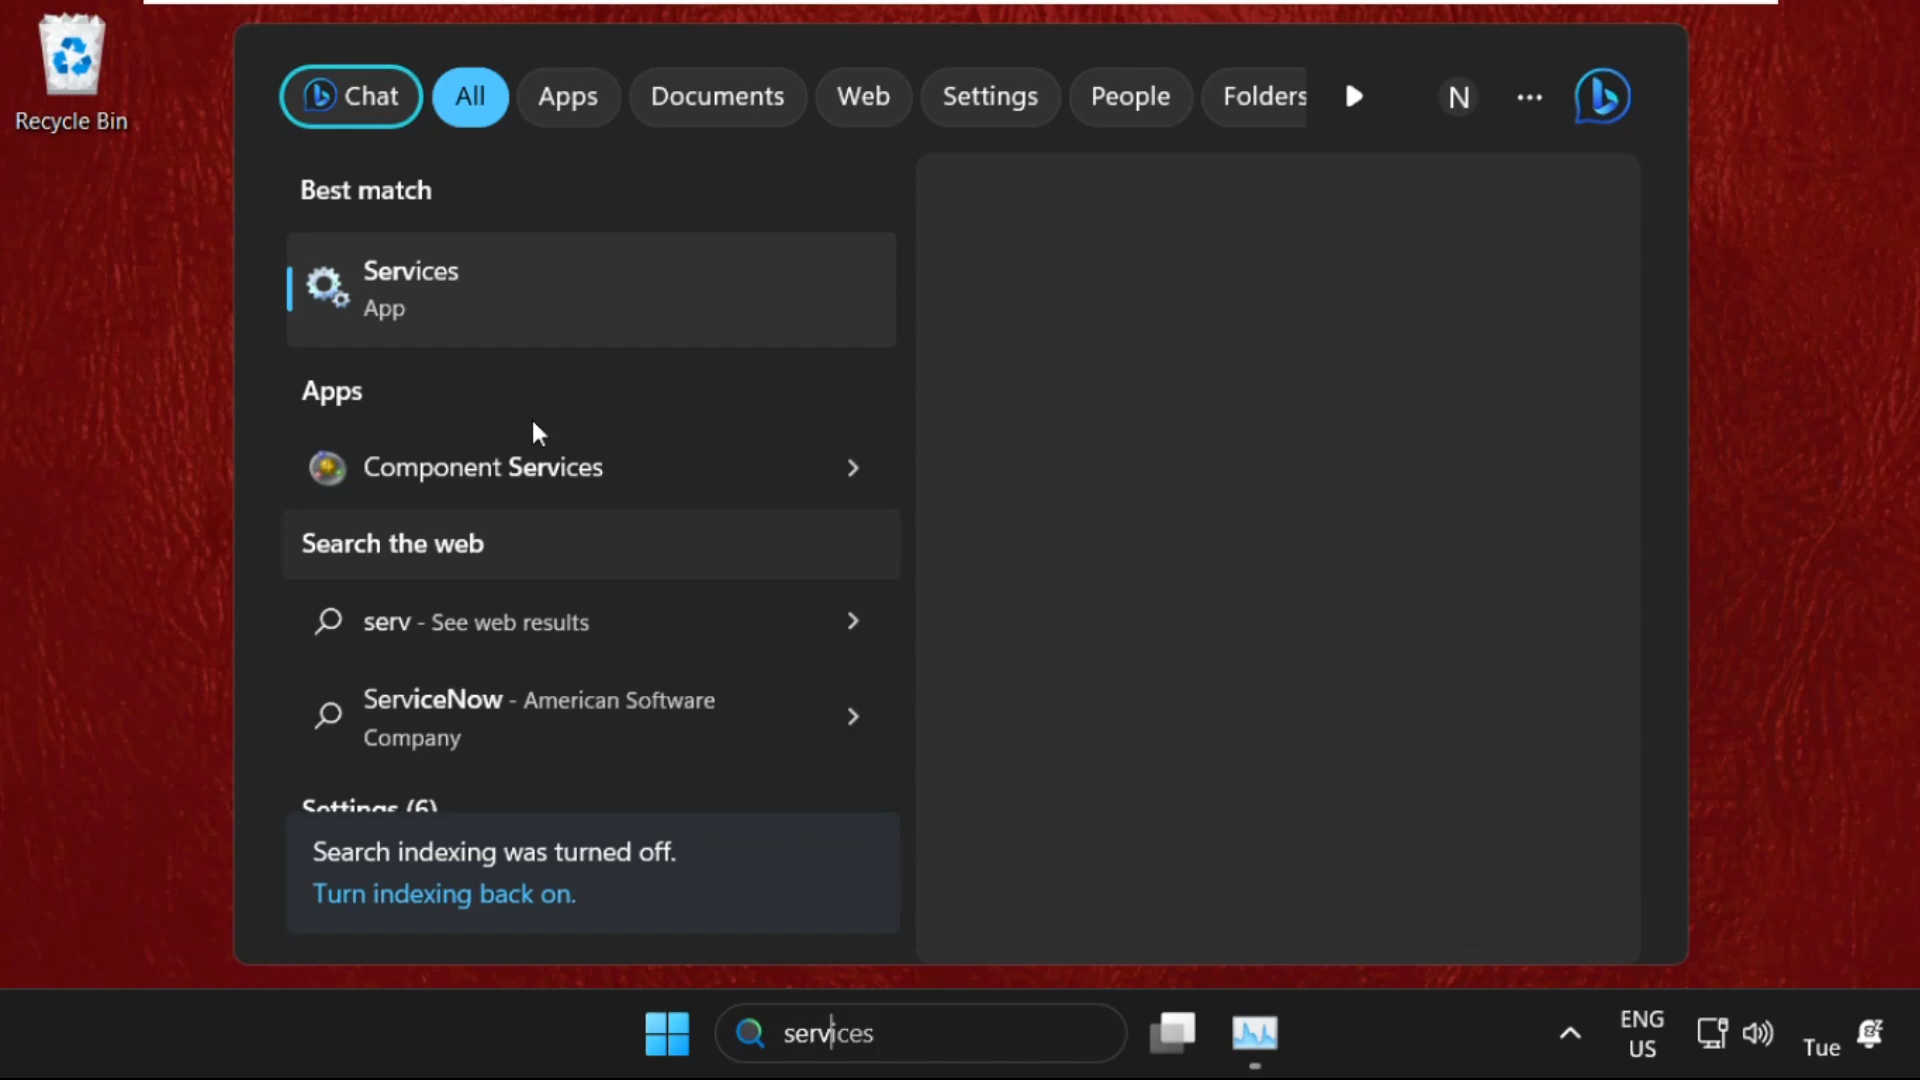 Recycle Bin
Chat
All
Apps
Documents
Web
Settings
People
Folders
N
Best match
Services
App
Apps
Component Services
Search the web
serv - See web results
ServiceNow - American Software
Company
Settings (6)
Search indexing was turned off.
Turn indexing back on.
services
ENG
US
Tue